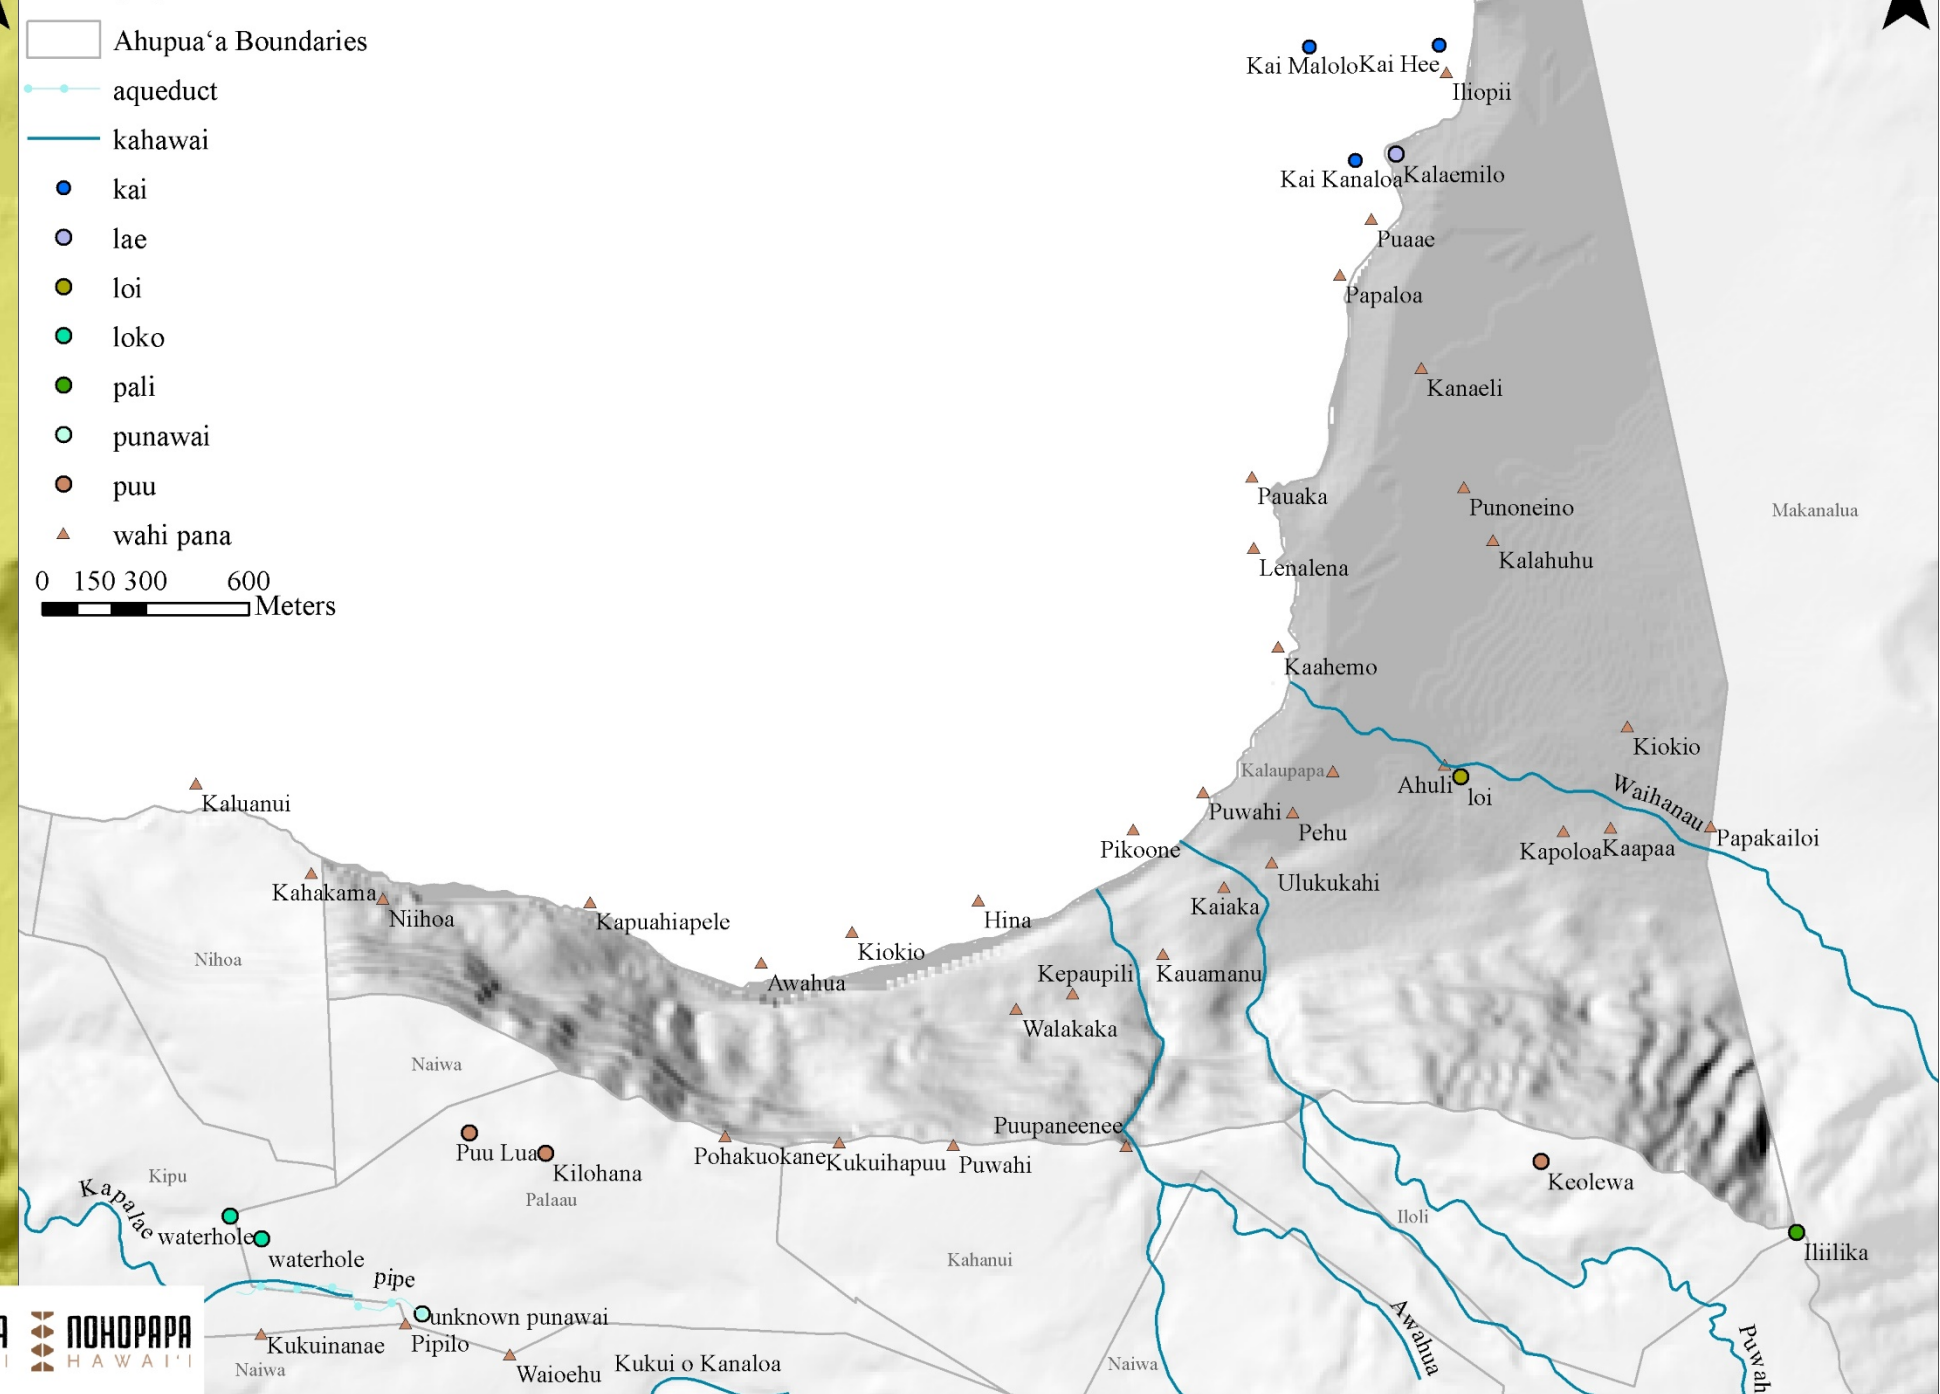 Ahupuaʻa Boundaries
aqueduct
kahawai
kai
lae
loi
loko
pali
punawai
puu
wahi pana
0 150 300 600
Meters
Kai Malolo
Kai Hee
Iliopii
Kai Kanaloa
Kalaemilo
Puaae
Papaloa
Kanaeli
Pauaka
Punoneino
Makanalua
Lenalena
Kalahuhu
Kaahemo
Kiokio
Kalaupapa
Ahuli
loi
Waihanau
Kaluanui
Puwahi
Pehu
Papakailoi
Pikoone
Kapoloa
Kaapaa
Kahakama
Niihoa
Kapuahiapele
Hina
Ulukukahi
Kaiaka
Nihoa
Kiokio
Awahua
Kepaupili
Kauamanu
Walakaka
Naiwa
Puupaneenee
Puu Lua
Kilohana
Pohakuokane
Kukuihapuu
Puwahi
Keolewa
Kipu
Palaau
Kapalae
Iloli
waterhole
waterhole
Kahanui
Iliilika
pipe
unknown punawai
NOHOPAPA
HAWAIʻI
Kukuinanae
Pipilo
Awahua
Puwah
Naiwa
Waioehu
Kukui o Kanaloa
Naiwa